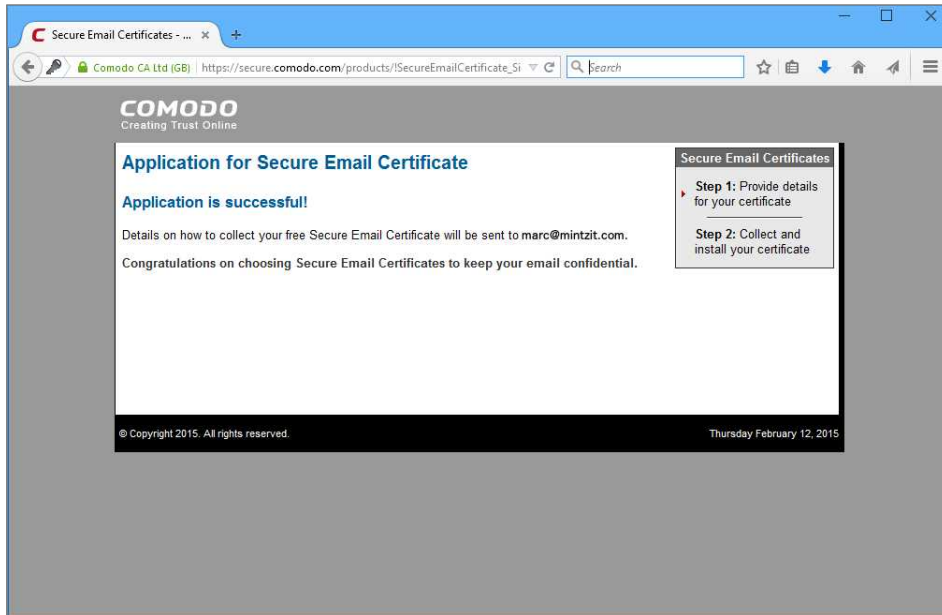 Secure Email Certificates - ...
Comodo CA Ltd (GB) https://secure.comodo.com/products/!SecureEmailCertificate_Si Search
COMODO
Creating Trust Online
Application for Secure Email Certificate
Application is successful!
Details on how to collect your free Secure Email Certificate will be sent to marc@mintzit.com.
Congratulations on choosing Secure Email Certificates to keep your email confidential.
Secure Email Certificates
Step 1: Provide details
for your certificate
Step 2: Collect and
install your certificate
© Copyright 2015. All rights reserved.
Thursday February 12, 2015